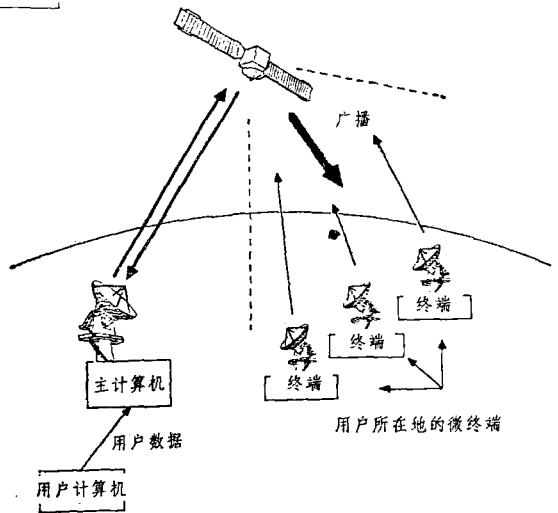 广播
终端
终端
终端
主计算机
用户所在地的微终端
用户数据
用户计算机